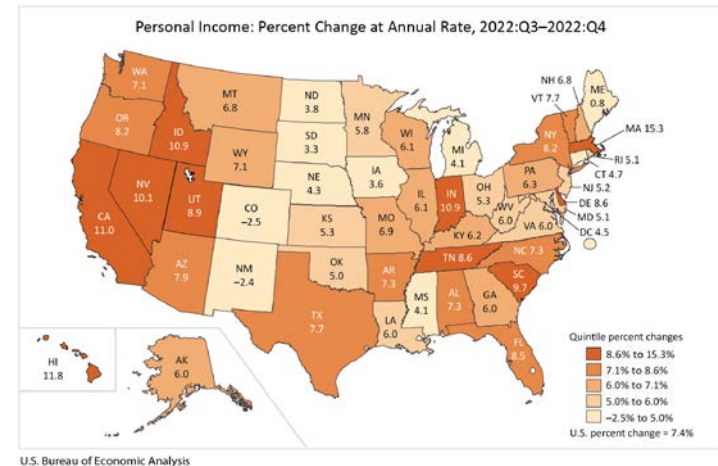 Personal Income: Percent Change at Annual Rate, 2022:Q3–2022:Q4
WA
7.1
OR
8.2
CA
11.0
NV
10.1
ID
10.9
UT
8.9
AZ
7.9
MT
6.8
WY
7.1
CO
–2.5
NM
–2.4
ND
3.8
SD
3.3
NE
4.3
KS
5.3
OK
5.0
TX
7.7
MN
5.8
IA
3.6
MO
6.9
AR
7.3
LA
6.0
WI
6.1
IL
6.1
MI
4.1
IN
10.9
OH
5.3
KY 6.2
TN 8.6
MS
4.1
AL
7.3
GA
6.0
FL
8.5
SC
9.7
NC 7.3
VA 6.0
WV
6.0
PA
6.3
NY
8.2
NH 6.8
VT 7.7
ME
0.8
MA 15.3
RI 5.1
CT 4.7
NJ 5.2
DE 8.6
MD 5.1
DC 4.5
HI
11.8
AK
6.0
Quintile percent changes
8.6% to 15.3%
7.1% to 8.6%
6.0% to 7.1%
5.0% to 6.0%
–2.5% to 5.0%
U.S. percent change = 7.4%
U.S. Bureau of Economic Analysis